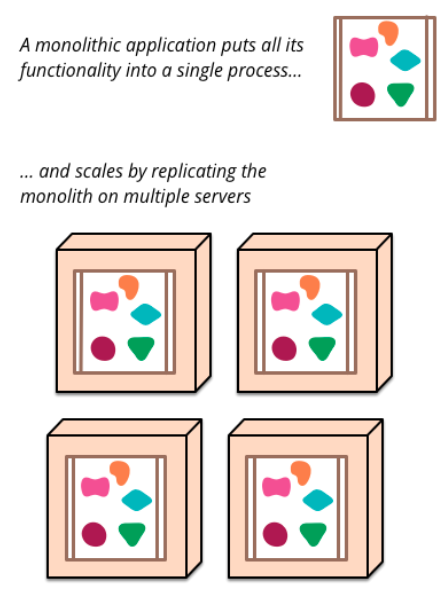 A monolithic application puts all its
functionality into a single process...
... and scales by replicating the
monolith on multiple servers